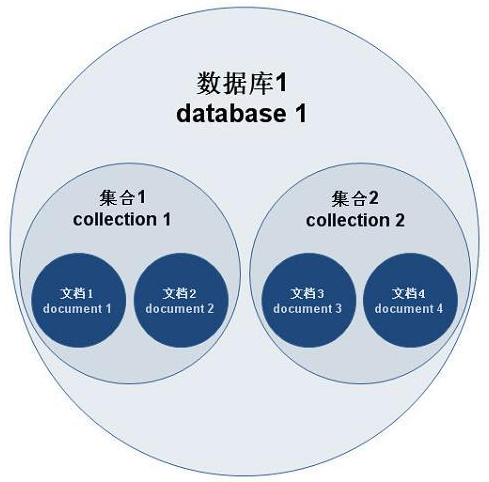 数据库1
database 1
集合1
collection 1
集合2
collection 2
文档1
document 1
文档2
document 2
文档3
document 3
文档4
document 4